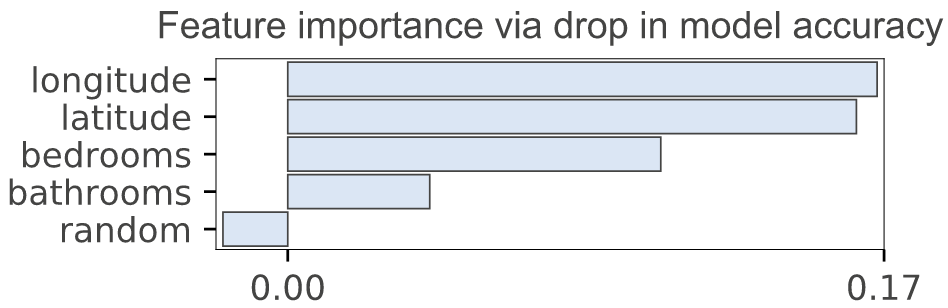 Feature importance via drop in model accuracy
longitude
latitude
bedrooms
bathrooms
random
0.00 0.17